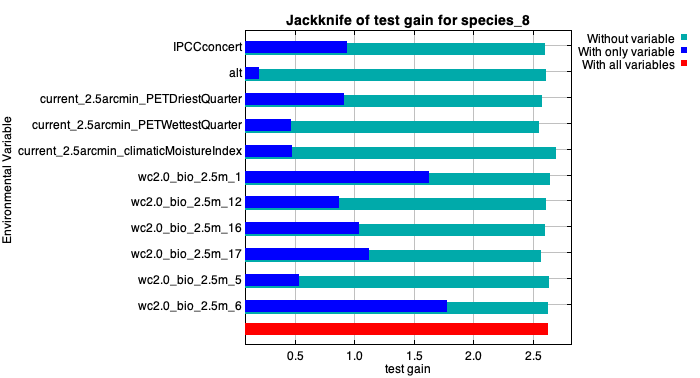 Jackknife of test gain for species_8
Without variable
With only variable
With all variables
Environmental Variable
IPCCconcert
alt
current_2.5arcmin_PETDriestQuarter
current_2.5arcmin_PETWettestQuarter
current_2.5arcmin_climaticMoistureIndex
wc2.0_bio_2.5m_1
wc2.0_bio_2.5m_12
wc2.0_bio_2.5m_16
wc2.0_bio_2.5m_17
wc2.0_bio_2.5m_5
wc2.0_bio_2.5m_6
0.5 1.0 1.5 2.0 2.5
test gain